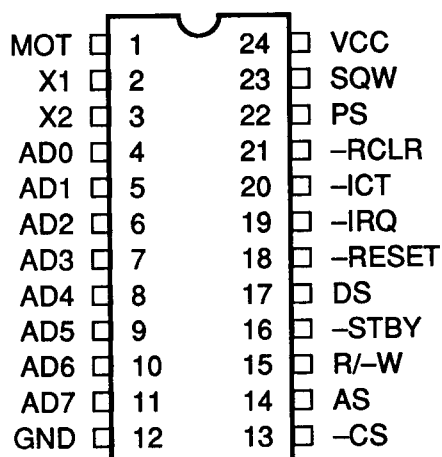 MOT 1 24 VCC
X1 2 23 SQW
X2 3 22 PS
AD0 4 21 –RCLR
AD1 5 20 –ICT
AD2 6 19 –IRQ
AD3 7 18 –RESET
AD4 8 17 DS
AD5 9 16 –STBY
AD6 10 15 R/–W
AD7 11 14 AS
GND 12 13 –CS